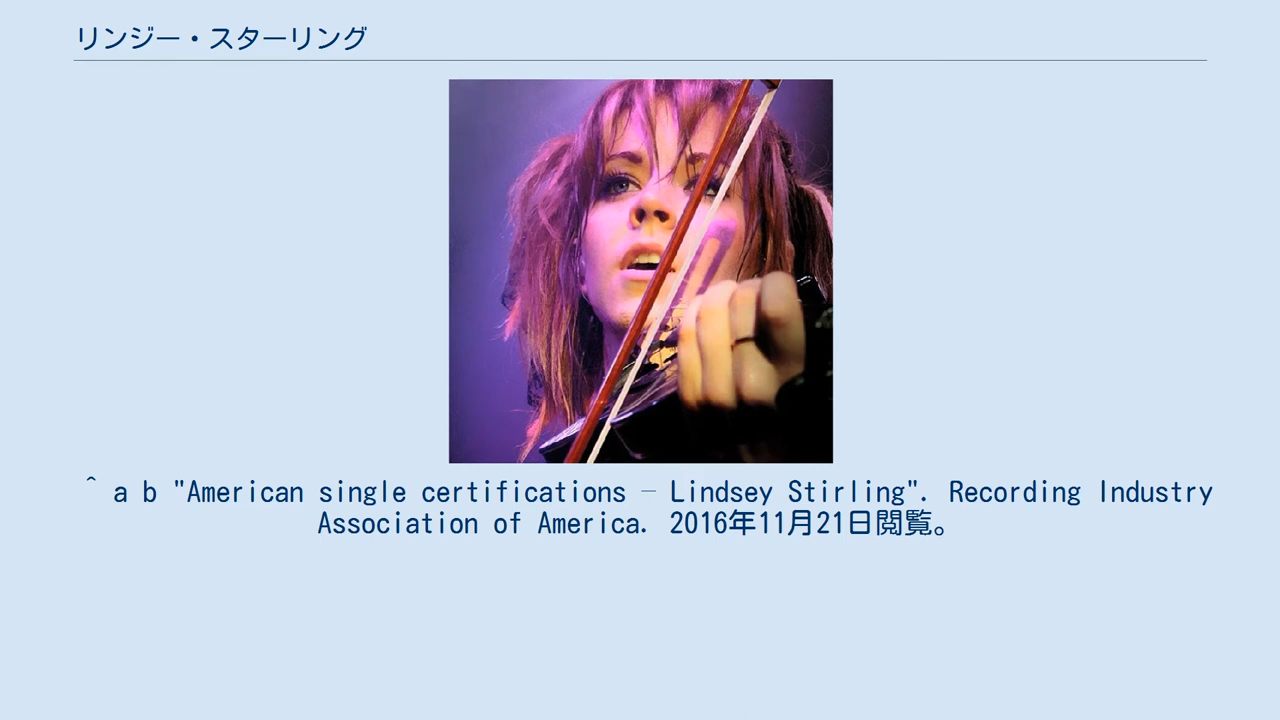 リンジー・スターリング
^ a b "American single certifications – Lindsey Stirling". Recording Industry
Association of America. 2016年11月21日閲覧。